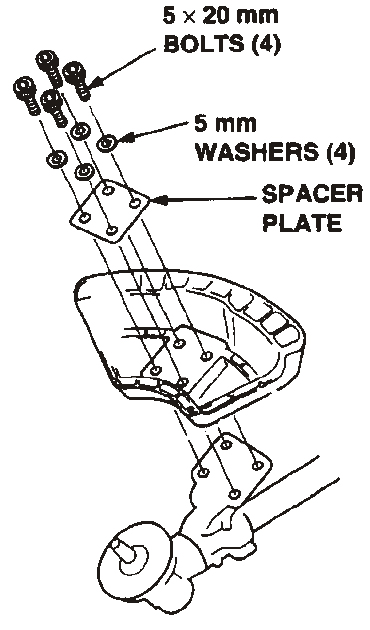 5 × 20 mm
BOLTS (4)
5 mm
WASHERS (4)
SPACER
PLATE